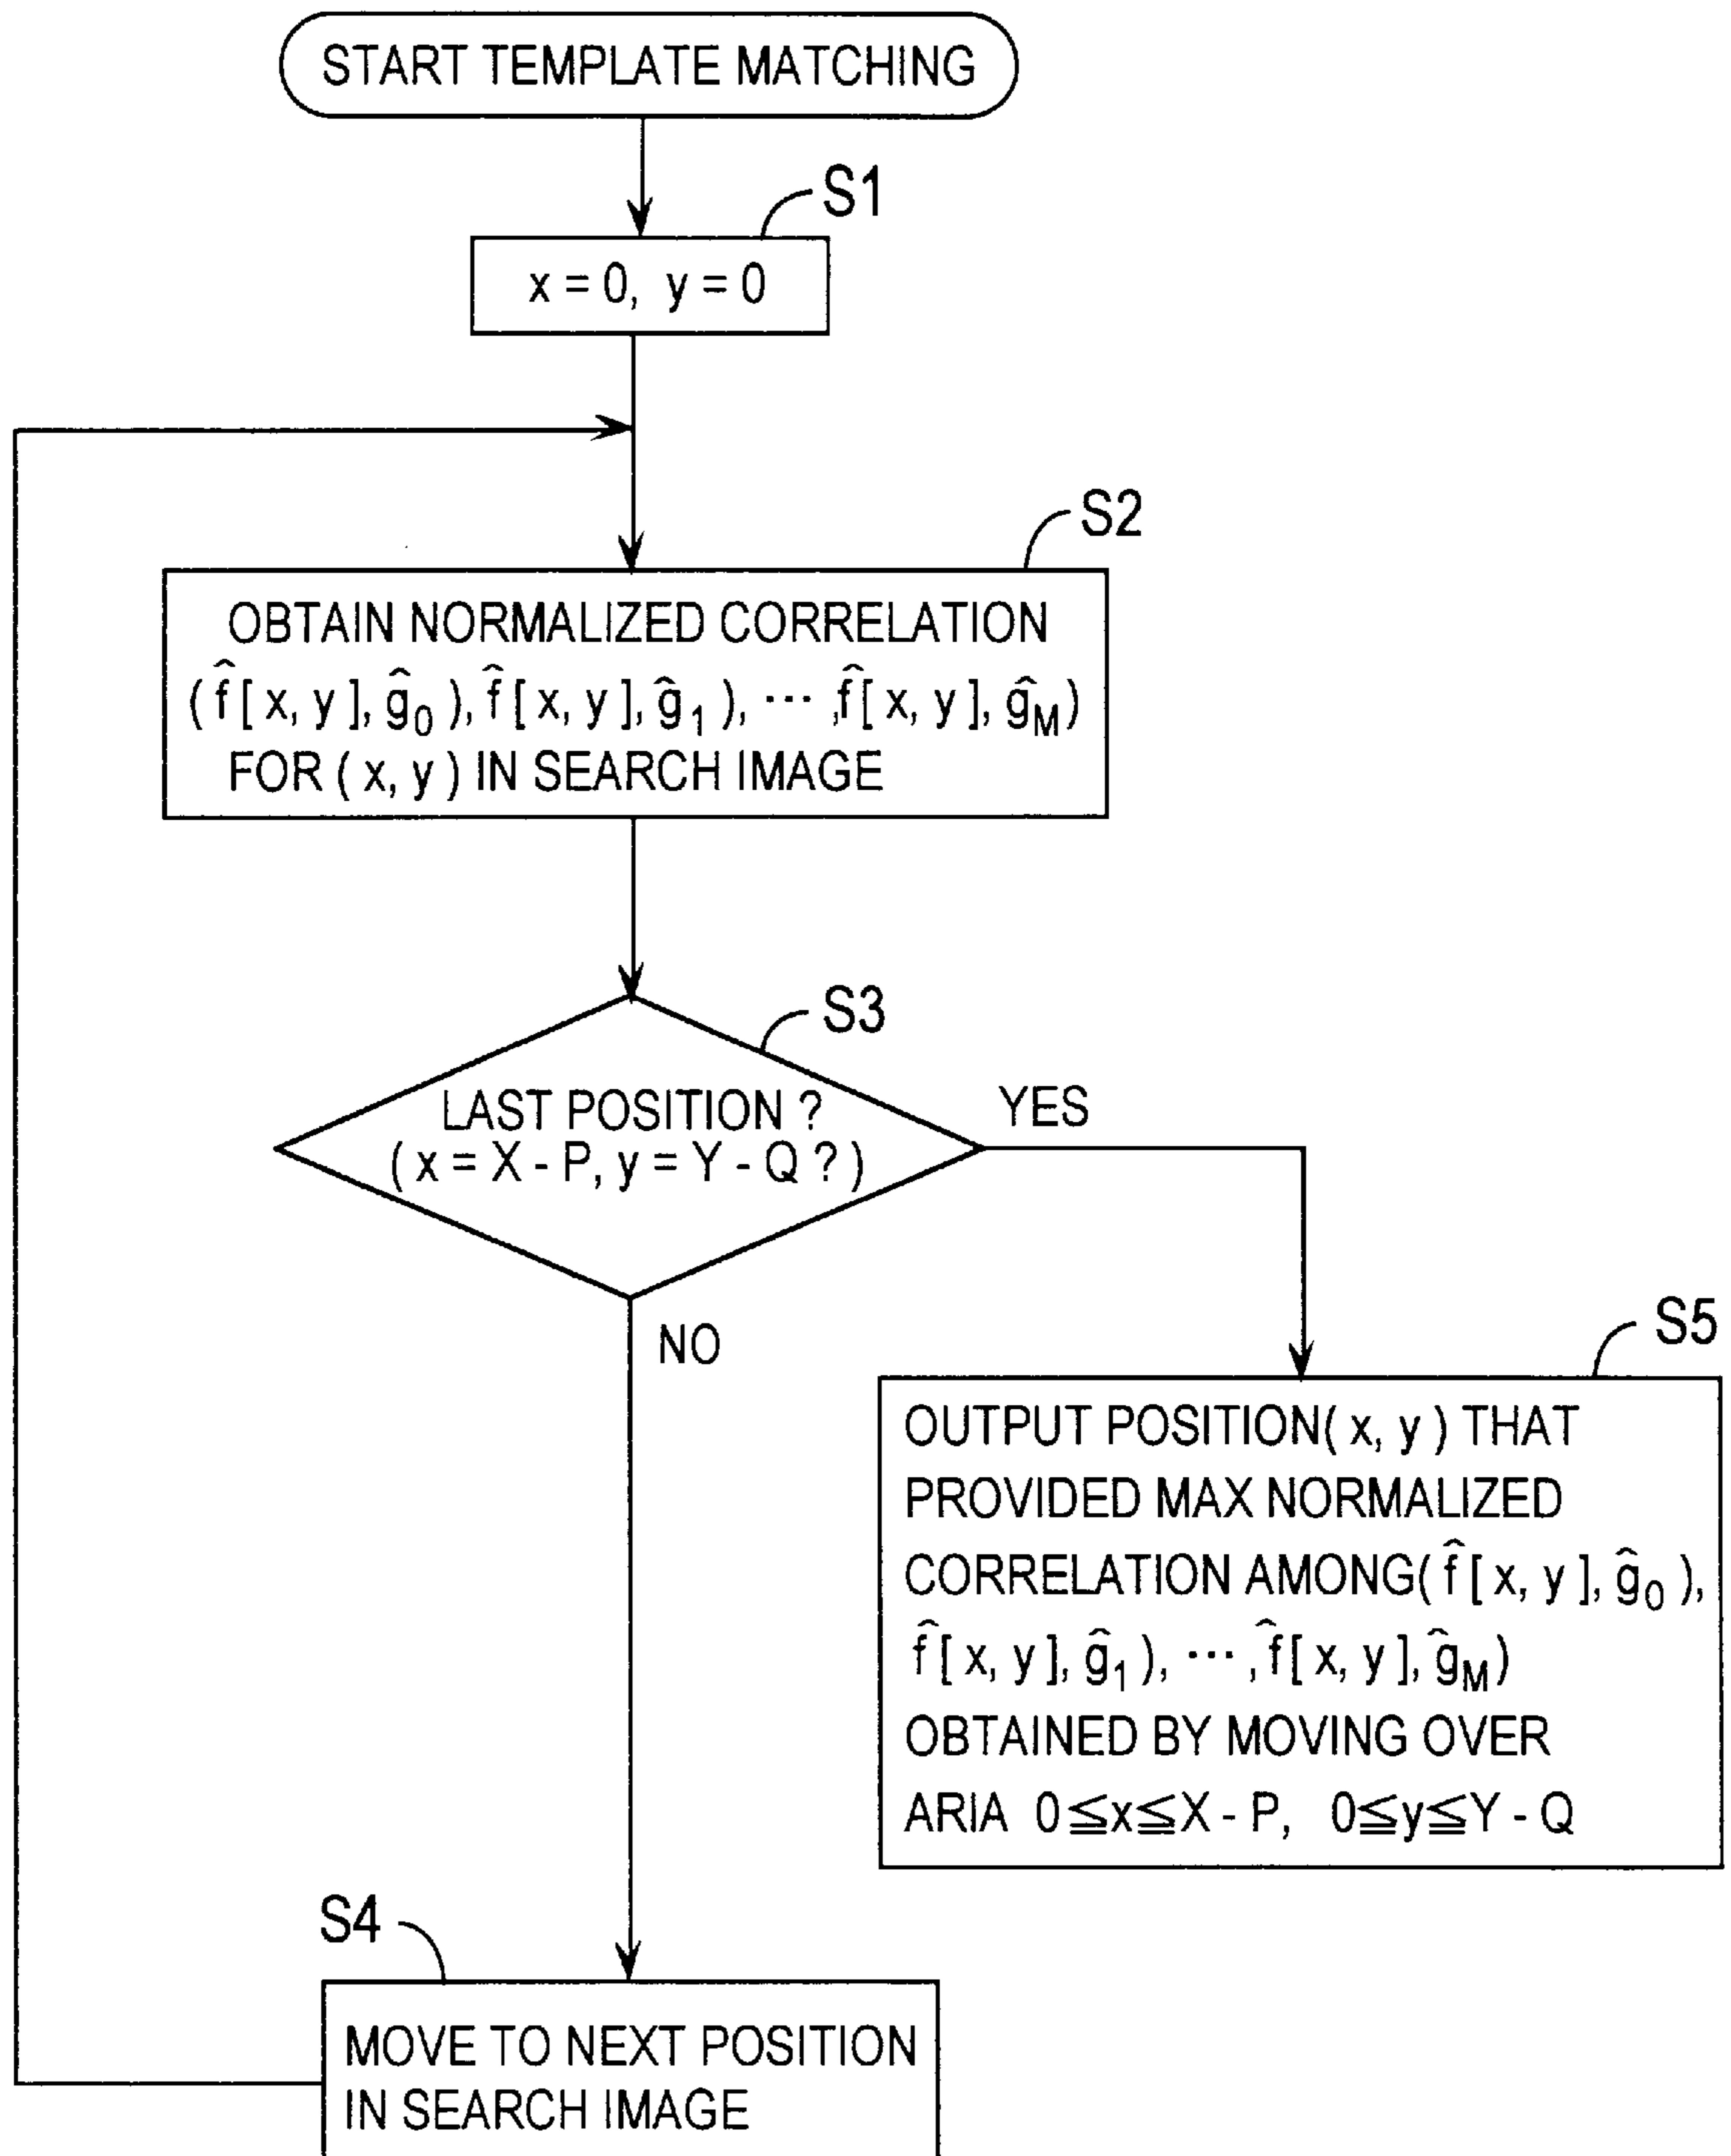 START TEMPLATE MATCHING
S1
x = 0, y = 0
S2
OBTAIN NORMALIZED CORRELATION
(f̂[ x, y ], ĝ₀ ), f̂[ x, y ], ĝ₁ ), ··· ,f̂[ x, y ], ĝM)
FOR ( x, y ) IN SEARCH IMAGE
S3
LAST POSITION ?
( x = X - P, y = Y - Q ? )
YES
NO
S5
OUTPUT POSITION( x, y ) THAT
PROVIDED MAX NORMALIZED
CORRELATION AMONG( f̂ [ x, y ], ĝ₀ ),
f̂ [ x, y ], ĝ₁ ), ··· , f̂[ x, y ], ĝM)
OBTAINED BY MOVING OVER
ARIA 0≦x≦X - P, 0≦y≦Y - Q
S4
MOVE TO NEXT POSITION
IN SEARCH IMAGE